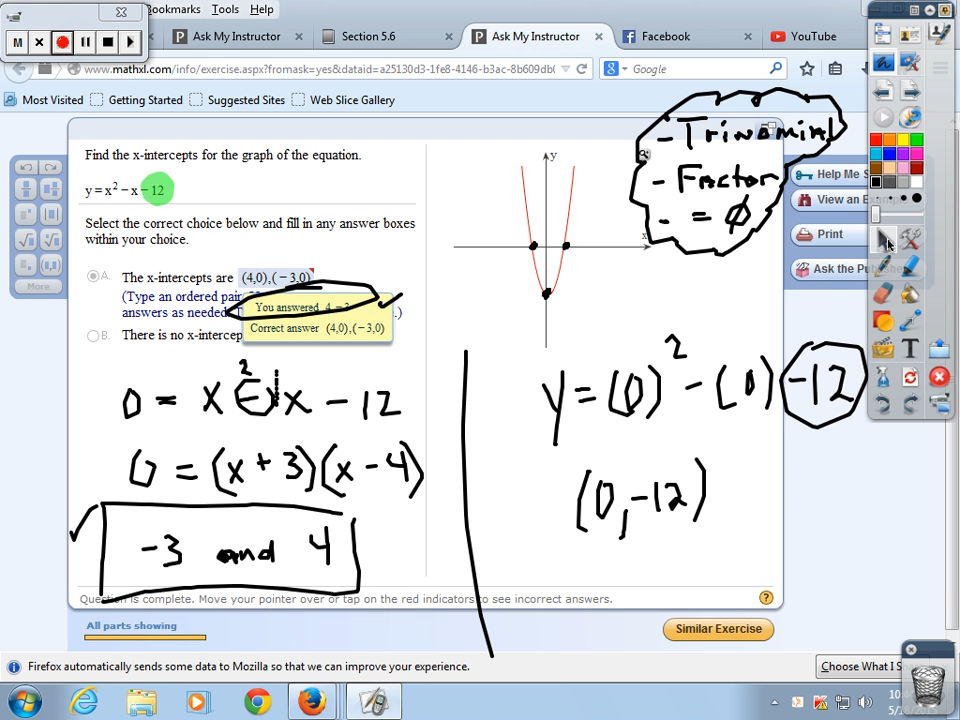 Bookmarks Tools Help
Ask My Instructor × Section 5.6 × Ask My Instructor × Facebook × YouTube
www.mathxl.com/info/exercise.aspx?fromask=yes&dataid=a25130d3-1fe8-4146-b3ac-8b609db
Google
Most Visited Getting Started Suggested Sites Web Slice Gallery
Find the x-intercepts for the graph of the equation.
y = x² − x − 12
Select the correct choice below and fill in any answer boxes
within your choice.
A. The x-intercepts are (4,0),(−3,0)
(Type an ordered pair.
answers as needed.
.)
You answered 4, −3
Correct answer (4,0),(−3,0)
B. There is no x-intercep
More
y
x
- Trinomial
- Factor
- = Ø
Help Me S
View an Exam
Print
Ask the Pu
0 = x² − 1x − 12
0 = (x + 3)(x − 4)
-3 and 4
y = (0)² − (0) −12
(0, −12)
Question is complete. Move your pointer over or tap on the red indicators to see incorrect answers.
All parts showing
Similar Exercise
Firefox automatically sends some data to Mozilla so that we can improve your experience.
Choose What I S
M
T